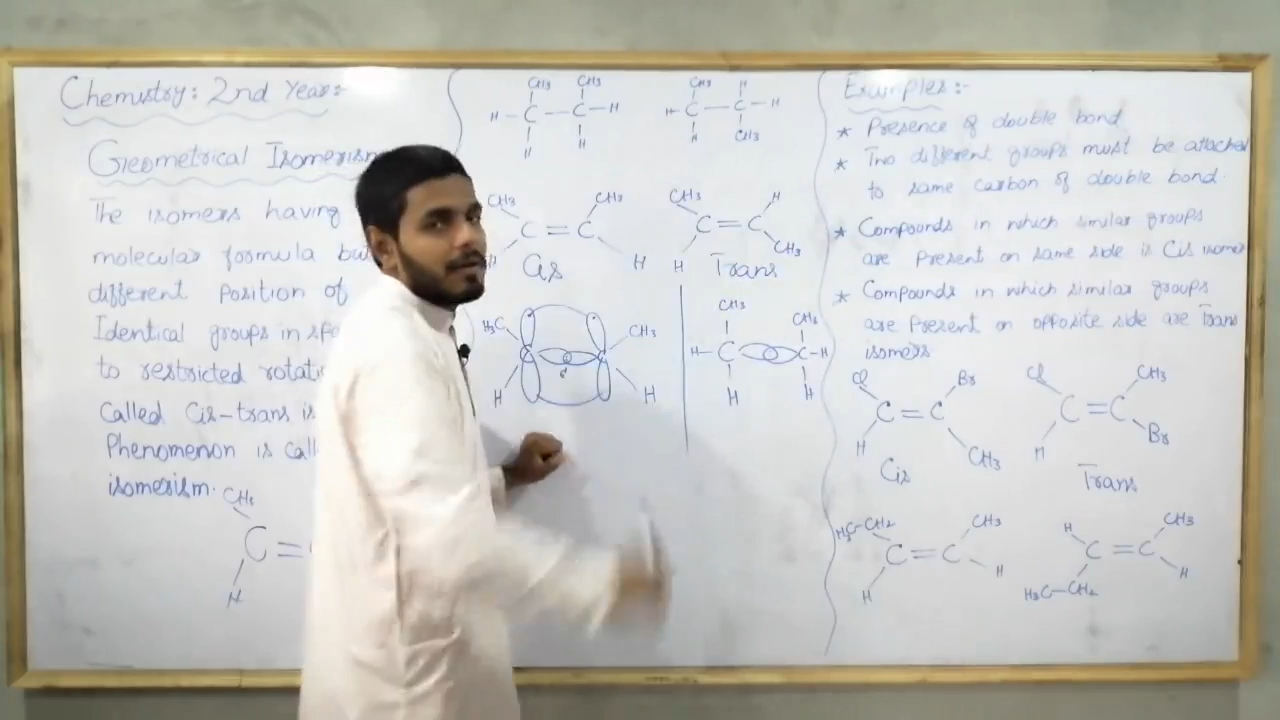 Chemistry: 2nd Year:-
Geometrical Isomerism
The isomers having
molecular formula but
different Position of
Identical groups in
to restricted
Called Cis-trans
Phenomenon is
isomerism.
CH₃
C =
H
CH₃ CH₃
H - C - C - H
H H
CH₃ H
H - C - C - H
H CH₃
CH₃ CH₃
C = C
H H
Cis
CH₃ H
C = C
H CH₃
Trans
H₃C CH₃
C C
H H
CH₃ CH₃
H - C C - H
H H
Examples:-
* Presence of double bond
* Two different groups must be attached
to same carbon of double bond.
* Compounds in which similar groups
are present on same side is Cis isomer
* Compounds in which similar groups
are Present on opposite side are Trans
isomers
Cl Br
C = C
H CH₃
Cis
Cl CH₃
C = C
H Br
Trans
H₃C-CH₂ CH₃
C = C
H H
H CH₃
C = C
H₃C-CH₂ H